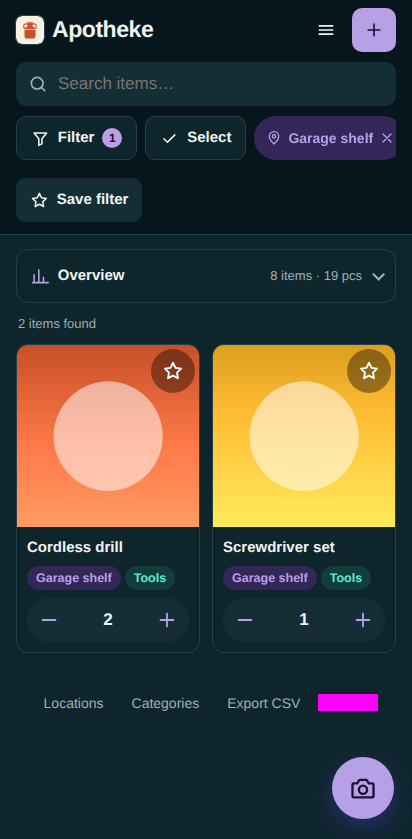 Apotheke
Search items…
Filter 1 Select Garage shelf
Save filter
Overview 8 items · 19 pcs
2 items found
Cordless drill
Garage shelf Tools
2
Screwdriver set
Garage shelf Tools
1
Locations Categories Export CSV